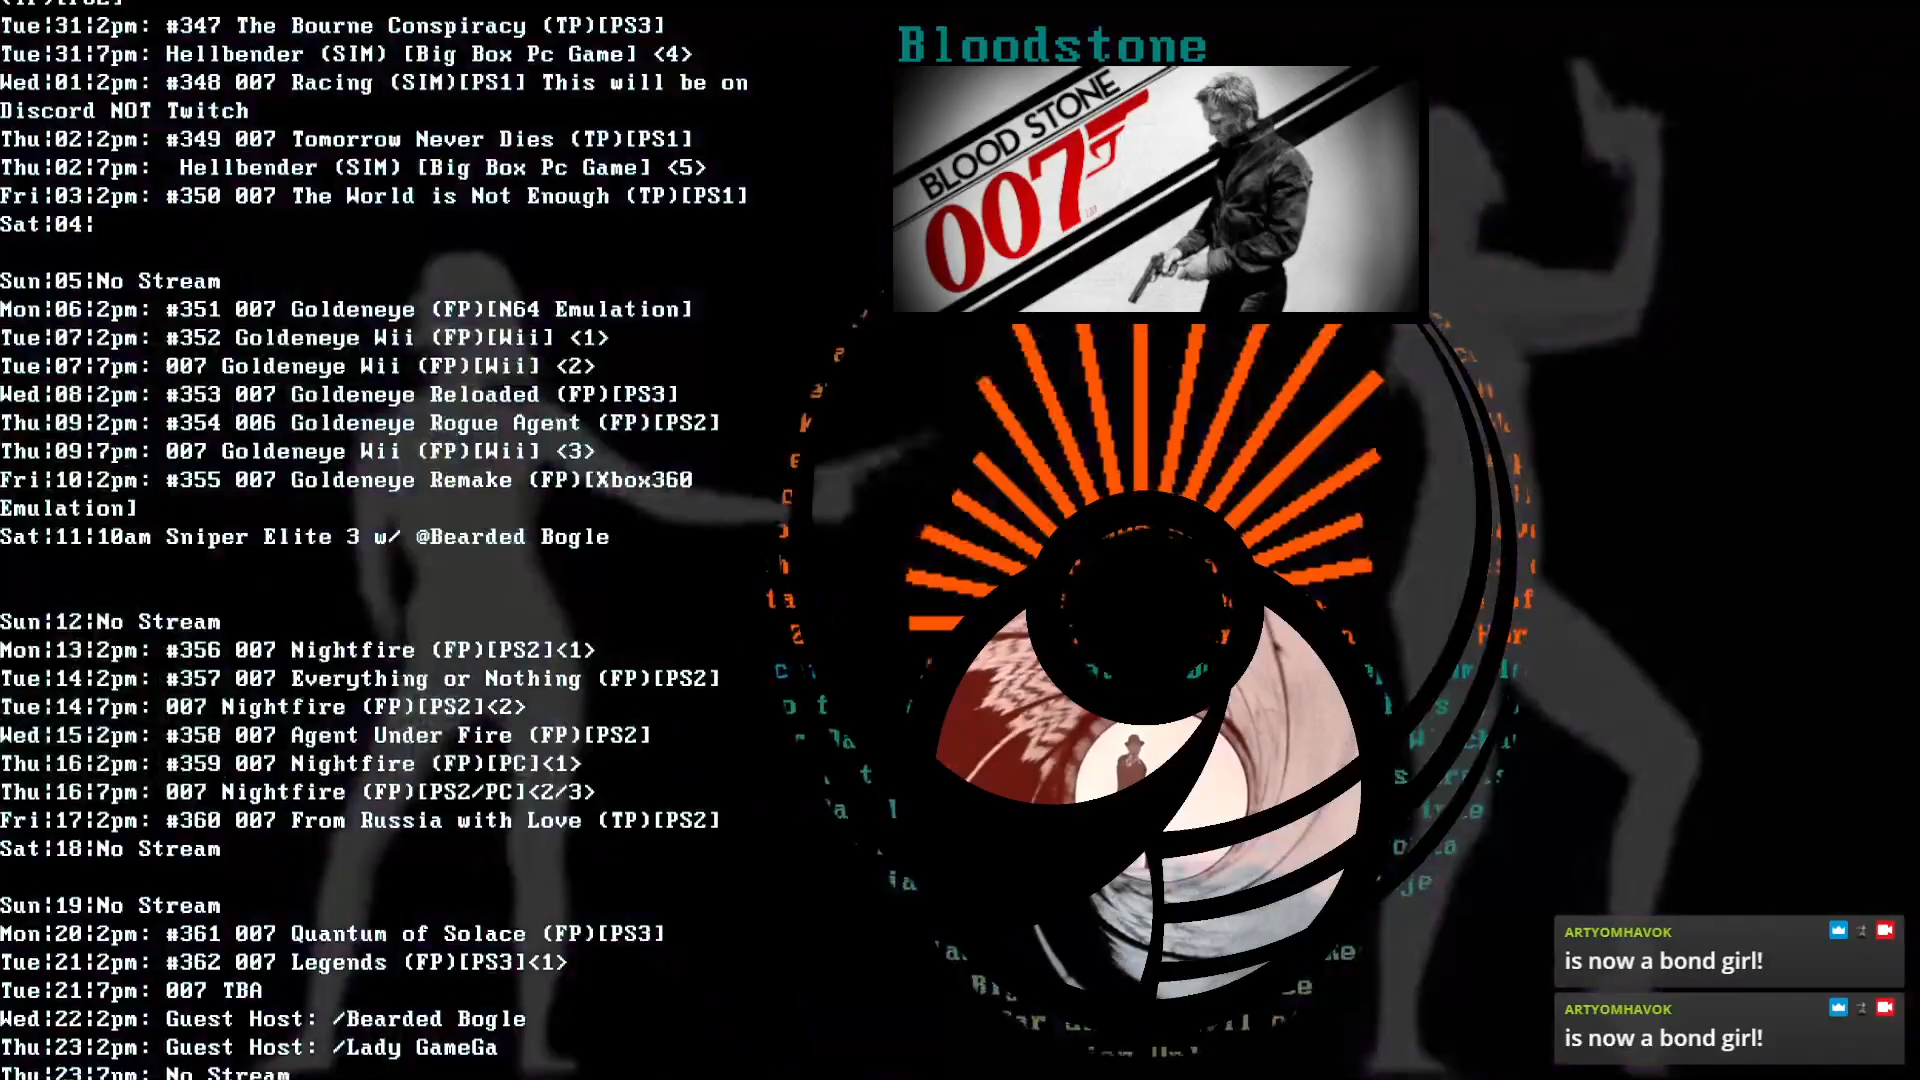 Tue|31|2pm: #347 The Bourne Conspiracy (TP)[PS3]
Tue|31|7pm: Hellbender (SIM) [Big Box Pc Game] <4>
Wed|01|2pm: #348 007 Racing (SIM)[PS1] This will be on
Discord NOT Twitch
Thu|02|2pm: #349 007 Tomorrow Never Dies (TP)[PS1]
Thu|02|7pm:  Hellbender (SIM) [Big Box Pc Game] <5>
Fri|03|2pm: #350 007 The World is Not Enough (TP)[PS1]
Sat|04|
Sun|05|No Stream
Mon|06|2pm: #351 007 Goldeneye (FP)[N64 Emulation]
Tue|07|2pm: #352 Goldeneye Wii (FP)[Wii] <1>
Tue|07|7pm: 007 Goldeneye Wii (FP)[Wii] <2>
Wed|08|2pm: #353 007 Goldeneye Reloaded (FP)[PS3]
Thu|09|2pm: #354 006 Goldeneye Rogue Agent (FP)[PS2]
Thu|09|7pm: 007 Goldeneye Wii (FP)[Wii] <3>
Fri|10|2pm: #355 007 Goldeneye Remake (FP)[Xbox360
Emulation]
Sat|11|10am Sniper Elite 3 w/ @Bearded Bogle
Sun|12|No Stream
Mon|13|2pm: #356 007 Nightfire (FP)[PS2]<1>
Tue|14|2pm: #357 007 Everything or Nothing (FP)[PS2]
Tue|14|7pm: 007 Nightfire (FP)[PS2]<2>
Wed|15|2pm: #358 007 Agent Under Fire (FP)[PS2]
Thu|16|2pm: #359 007 Nightfire (FP)[PC]<1>
Thu|16|7pm: 007 Nightfire (FP)[PS2/PC]<2/3>
Fri|17|2pm: #360 007 From Russia with Love (TP)[PS2]
Sat|18|No Stream
Sun|19|No Stream
Mon|20|2pm: #361 007 Quantum of Solace (FP)[PS3]
Tue|21|2pm: #362 007 Legends (FP)[PS3]<1>
Tue|21|7pm: 007 TBA
Wed|22|2pm: Guest Host: /Bearded Bogle
Thu|23|2pm: Guest Host: /Lady GameGa
Thu|23|7pm: No Stream
Bloodstone
BLOOD STONE
007
ARTYOMHAVOK
is now a bond girl!
ARTYOMHAVOK
is now a bond girl!